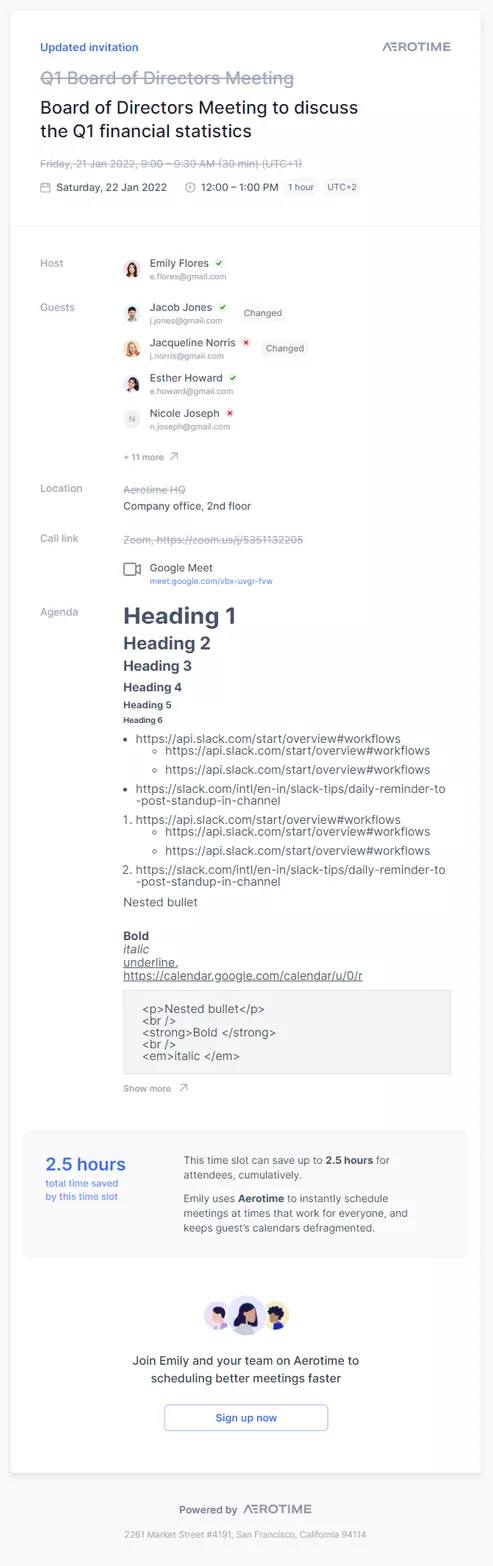 Updated invitation
AEROTIME
Q1 Board of Directors Meeting
Board of Directors Meeting to discuss
the Q1 financial statistics
Friday, 21 Jan 2022, 9:00 – 9:30 AM (30 min) (UTC+1)
Saturday, 22 Jan 2022 12:00 – 1:00 PM 1 hour UTC+2
Host
Emily Flores
e.flores@gmail.com
Guests
Jacob Jones
j.jones@gmail.com
Changed
Jacqueline Norris
j.norris@gmail.com
Changed
Esther Howard
e.howard@gmail.com
N
Nicole Joseph
n.joseph@gmail.com
+ 11 more
Location
Aerotime HQ
Company office, 2nd floor
Call link
Zoom, https://zoom.us/j/5351132205
Google Meet
meet.google.com/vbx-uvgr-fvw
Agenda
Heading 1
Heading 2
Heading 3
Heading 4
Heading 5
Heading 6
• https://api.slack.com/start/overview#workflows
◦ https://api.slack.com/start/overview#workflows
◦ https://api.slack.com/start/overview#workflows
• https://slack.com/intl/en-in/slack-tips/daily-reminder-to
-post-standup-in-channel
1. https://api.slack.com/start/overview#workflows
◦ https://api.slack.com/start/overview#workflows
◦ https://api.slack.com/start/overview#workflows
2. https://slack.com/intl/en-in/slack-tips/daily-reminder-to
-post-standup-in-channel
Nested bullet
Bold
italic
underline.
https://calendar.google.com/calendar/u/0/r
<p>Nested bullet</p>
<br />
<strong>Bold </strong>
<br />
<em>italic </em>
Show more
2.5 hours
total time saved
by this time slot
This time slot can save up to 2.5 hours for
attendees, cumulatively.
Emily uses Aerotime to instantly schedule
meetings at times that work for everyone, and
keeps guest's calendars defragmented.
Join Emily and your team on Aerotime to
scheduling better meetings faster
Sign up now
Powered by AEROTIME
2261 Market Street #4191, San Francisco, California 94114